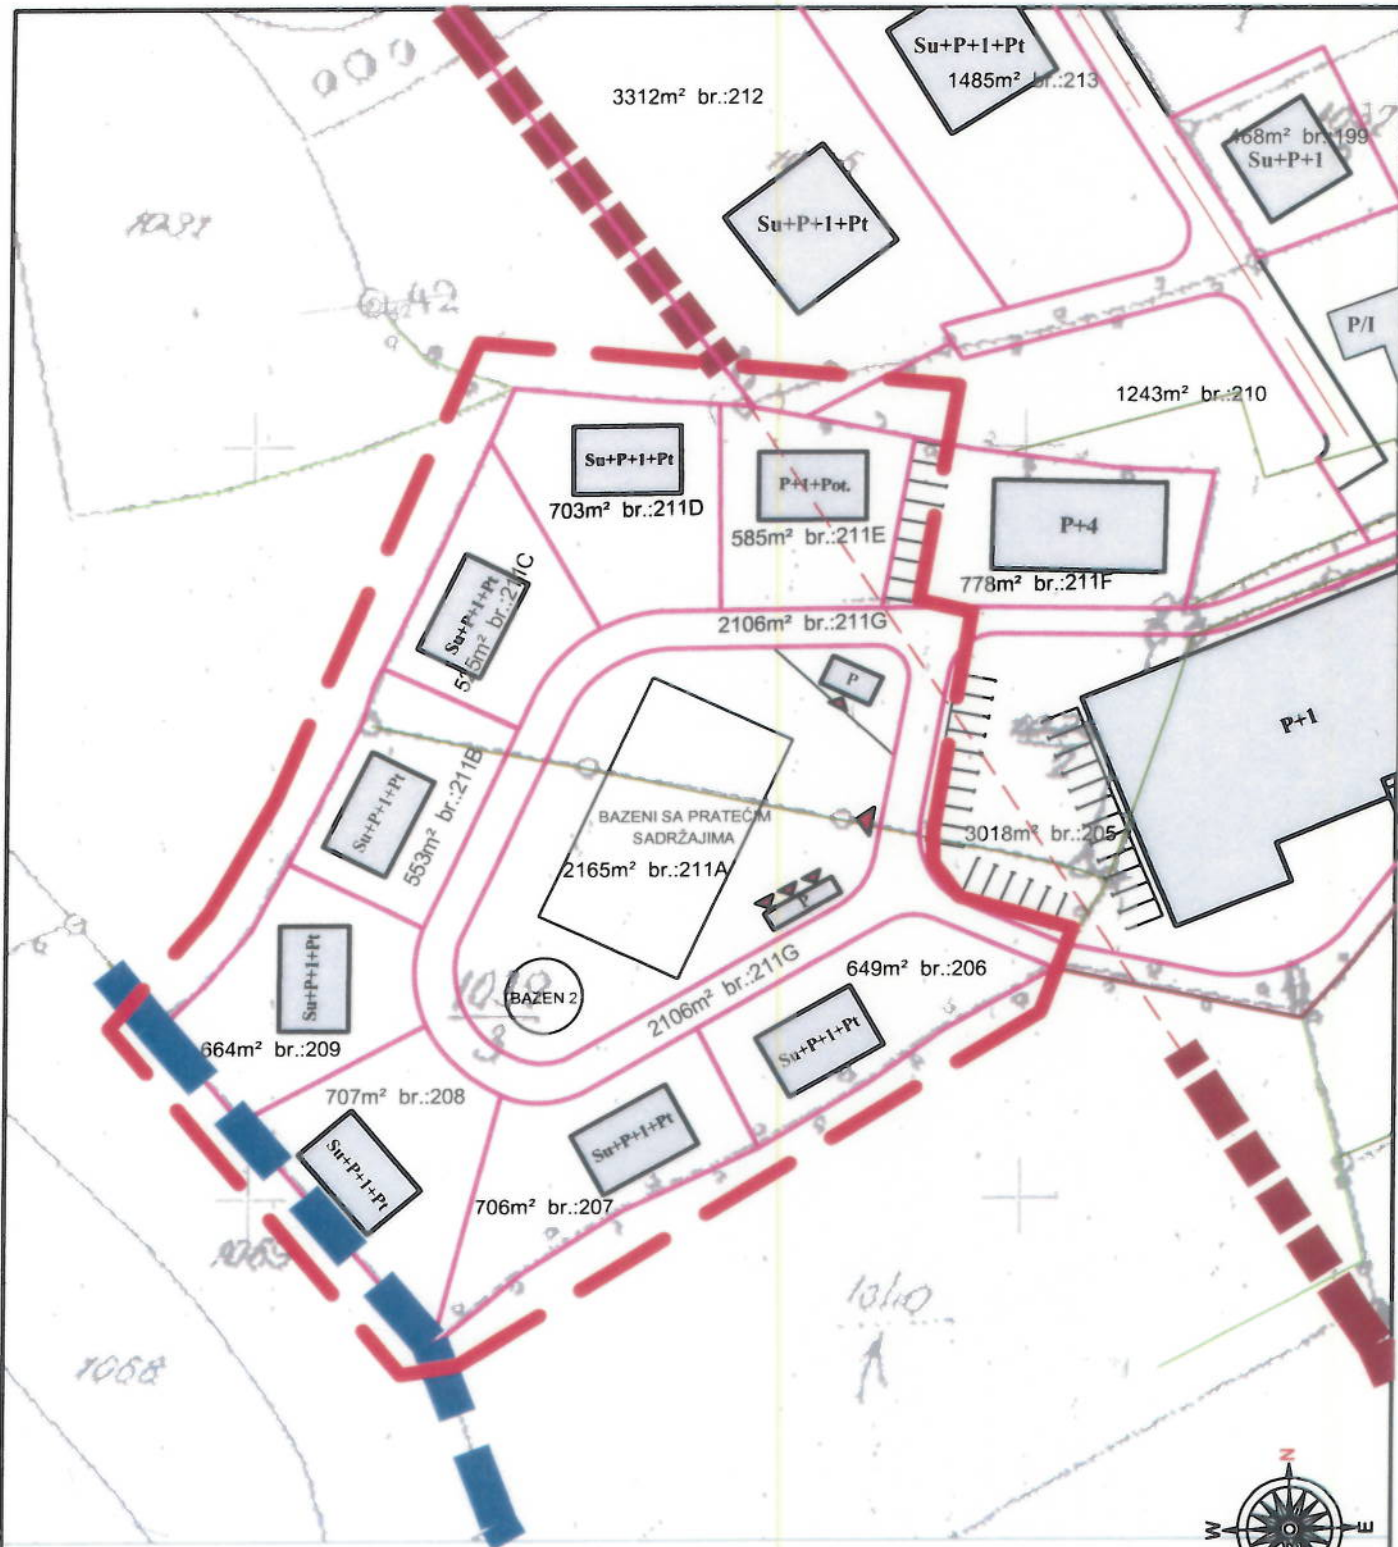 Su+P+1+Pt
1485m² br.:213
3312m² br.:212
468m² br.:199
Su+P+1
Su+P+1+Pt
1031
42
P/I
1243m² br.:210
Su+P+1+Pt
703m² br.:211D
P+1+Pot.
585m² br.:211E
P+4
778m² br.:211F
Su+P+1+Pt
br.:211C
2106m² br.:211G
P
P+1
Su+P+1+Pt
553m² br.:211B
BAZENI SA PRATEĆIM
SADRŽAJIMA
2165m² br.:211A
3018m² br.:205
P
Su+P+1+Pt
664m² br.:209
BAZEN 2
2106m² br.:211G
649m² br.:206
Su+P+1+Pt
707m² br.:208
Su+P+1+Pt
Su+P+1+Pt
706m² br.:207
1040
1068
N
W
E